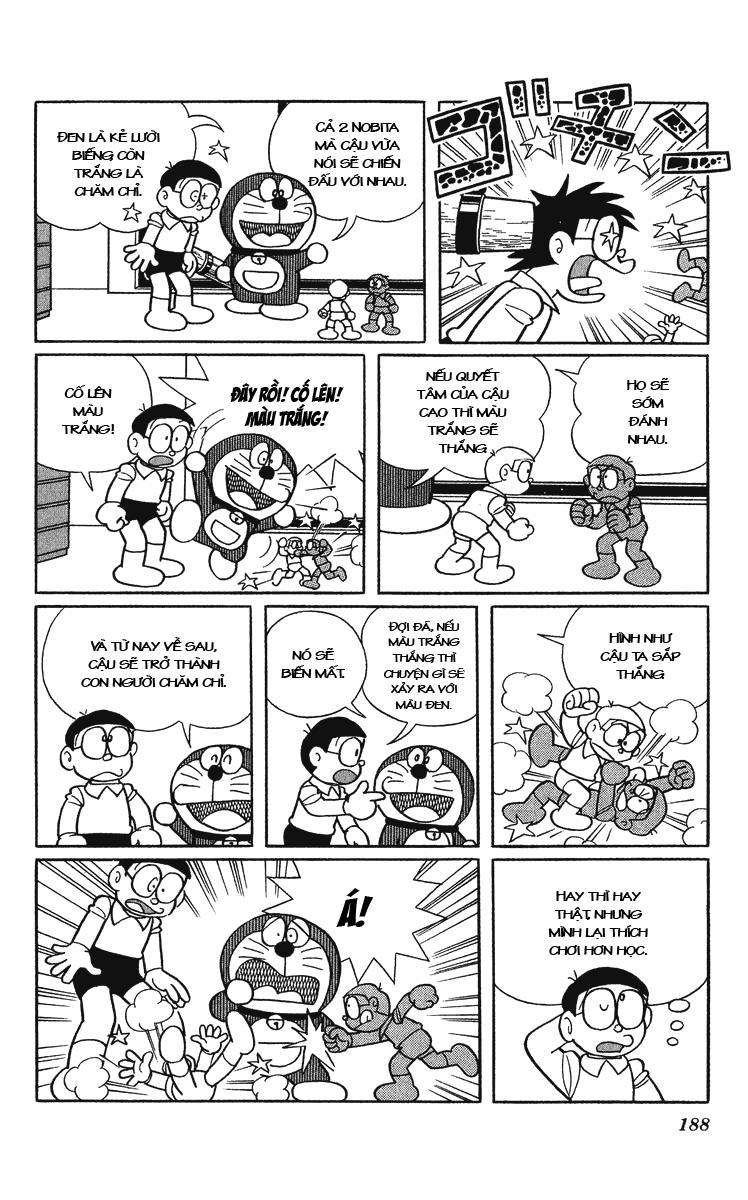 ゴチン
CẢ 2 NOBITA
MÀ CẬU VỪA
NÓI SẼ CHIẾN
ĐẤU VỚI NHAU.
ĐEN LÀ KẺ LƯỜI
BIẾNG CÒN
TRẮNG LÀ
CHĂM CHỈ.
HỌ SẼ
SỚM
ĐÁNH
NHAU.
NẾU QUYẾT
TÂM CỦA CẬU
CAO THÌ MÀU
TRẮNG SẼ
THẮNG
ĐÂY RỒI! CỐ LÊN!
MÀU TRẮNG!
CỐ LÊN
MÀU
TRẮNG!
HÌNH NHƯ
CẬU TA SẮP
THẮNG
ĐỢI ĐÃ, NẾU
MÀU TRẮNG
THẮNG THÌ
CHUYỆN GÌ SẼ
XẢY RA VỚI
MÀU ĐEN.
NÓ SẼ
BIẾN MẤT.
VÀ TỪ NAY VỀ SAU,
CẬU SẼ TRỞ THÀNH
CON NGƯỜI CHĂM CHỈ.
HAY THÌ HAY
THẬT, NHƯNG
MÌNH LẠI THÍCH
CHƠI HƠN HỌC.
Á!
188